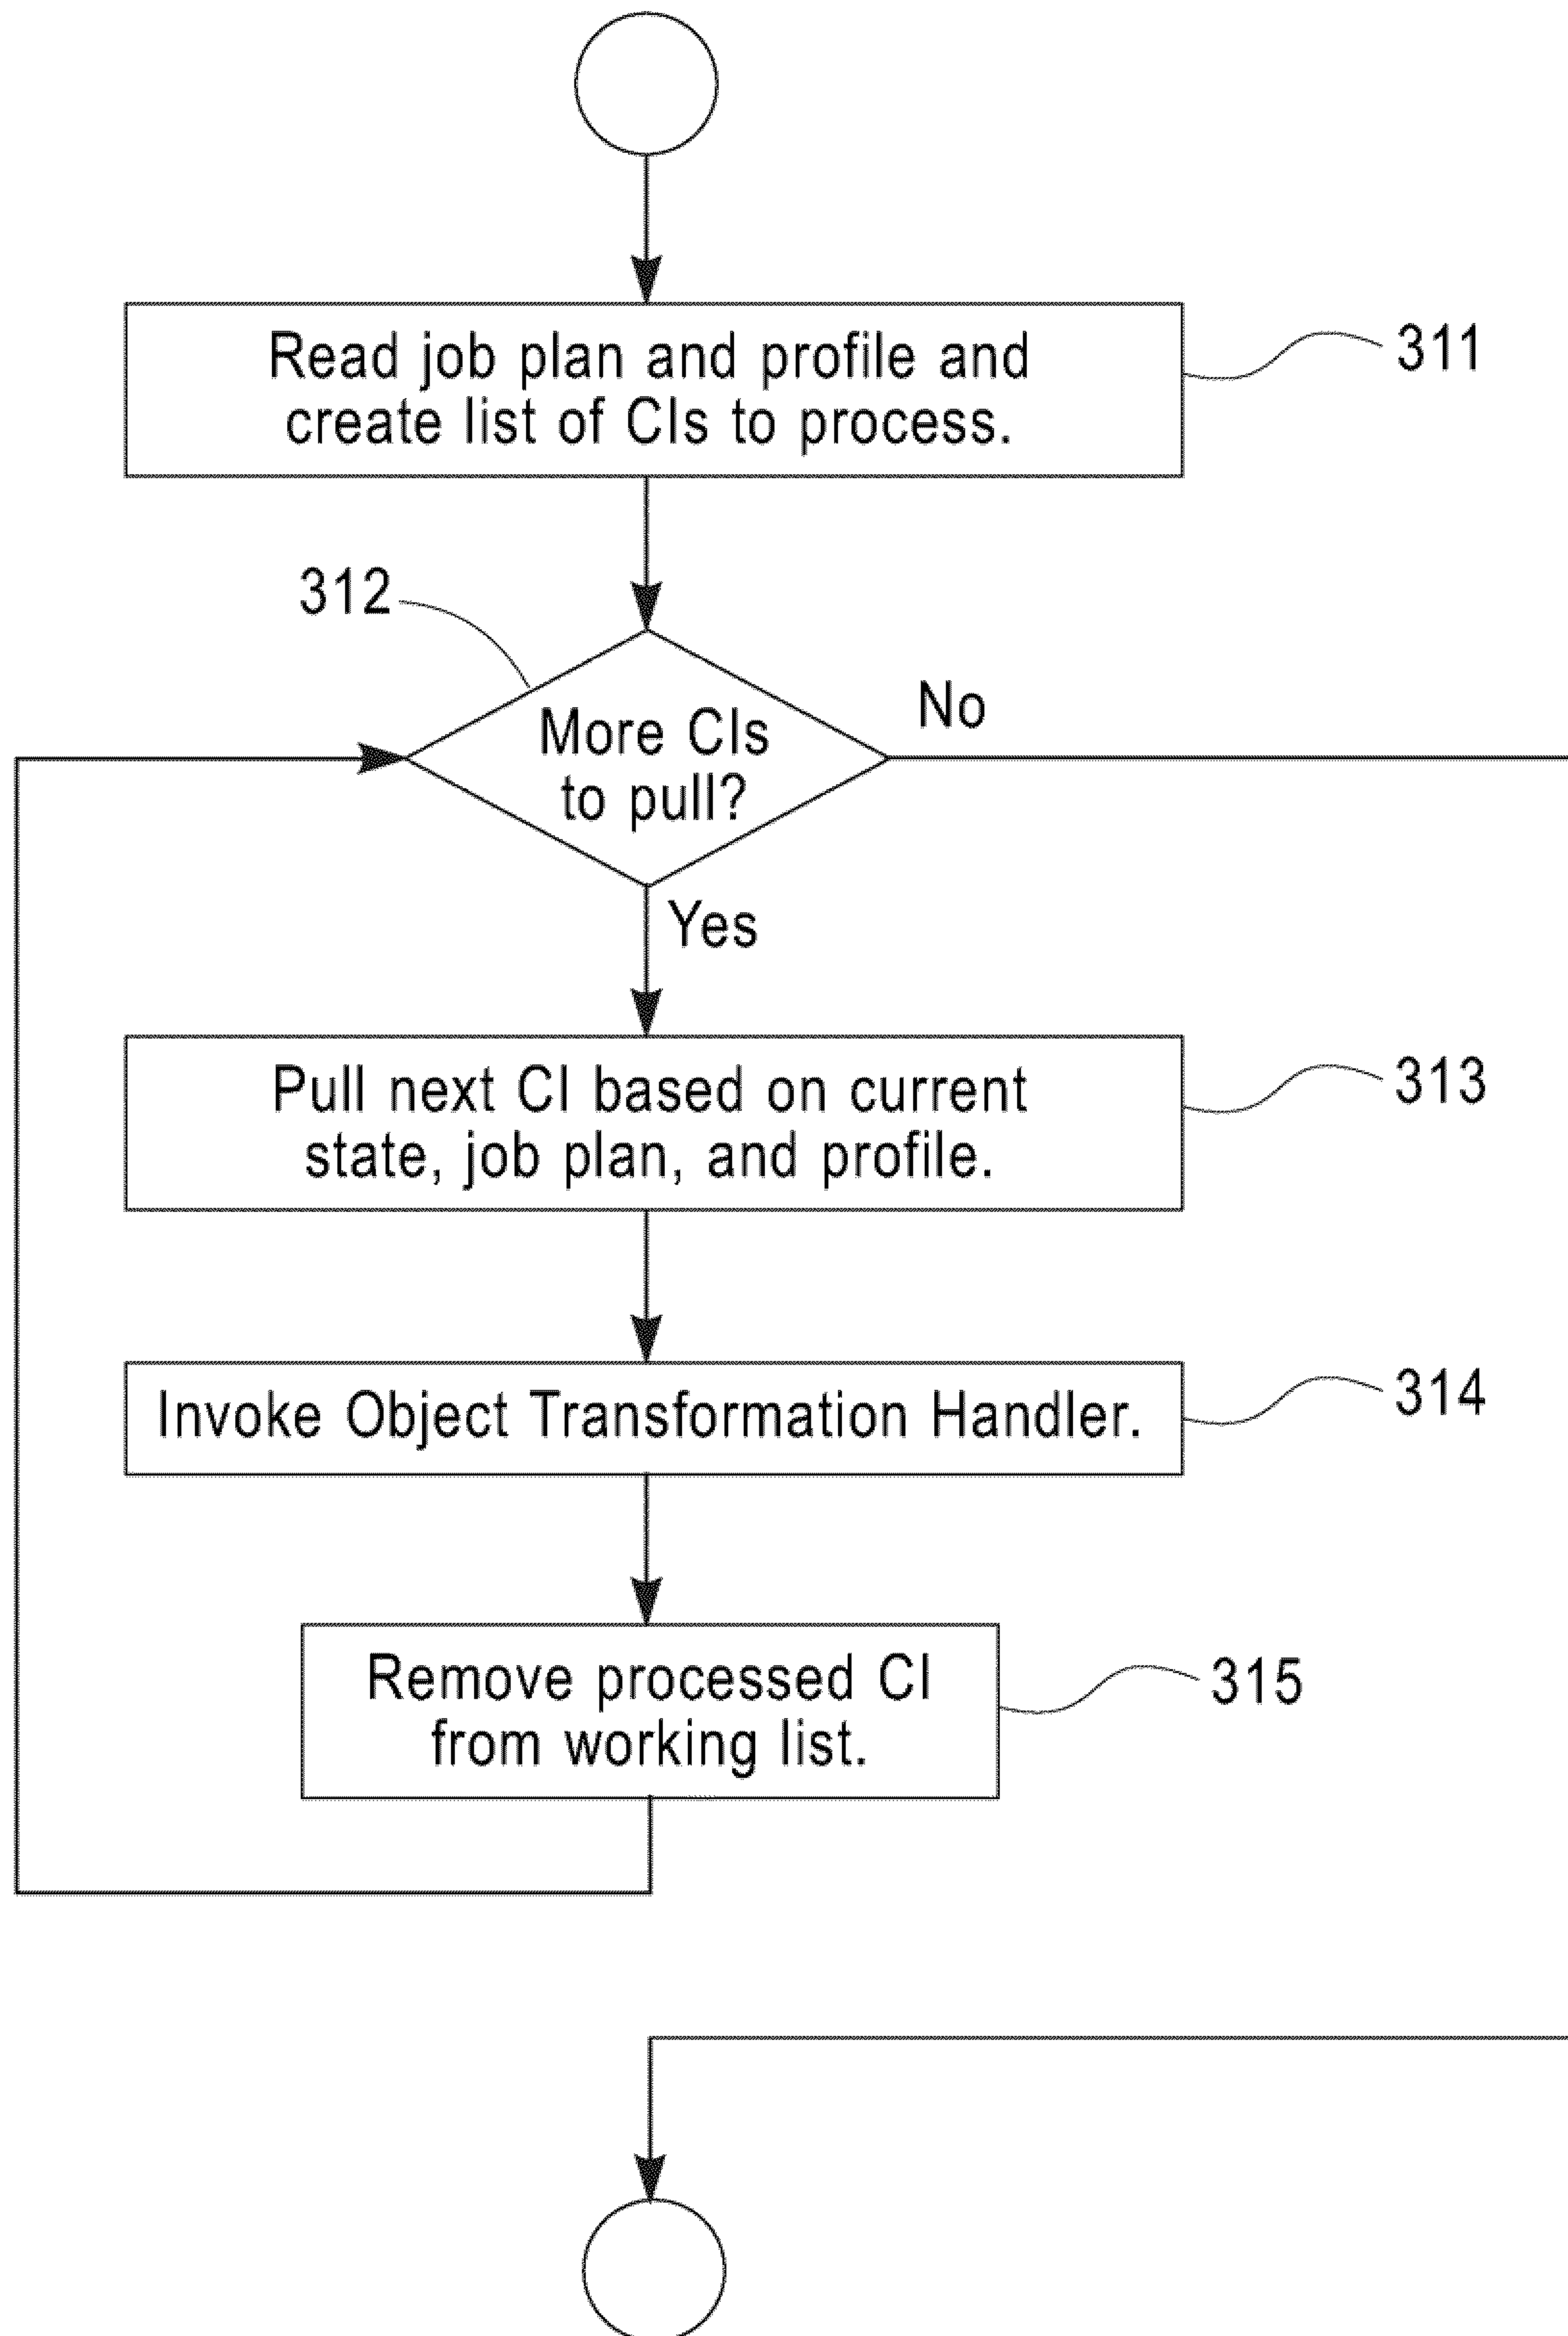 Read job plan and profile and
create list of CIs to process.
311
312
More CIs
to pull?
No
Yes
Pull next CI based on current
state, job plan, and profile.
313
Invoke Object Transformation Handler.
314
Remove processed CI
from working list.
315